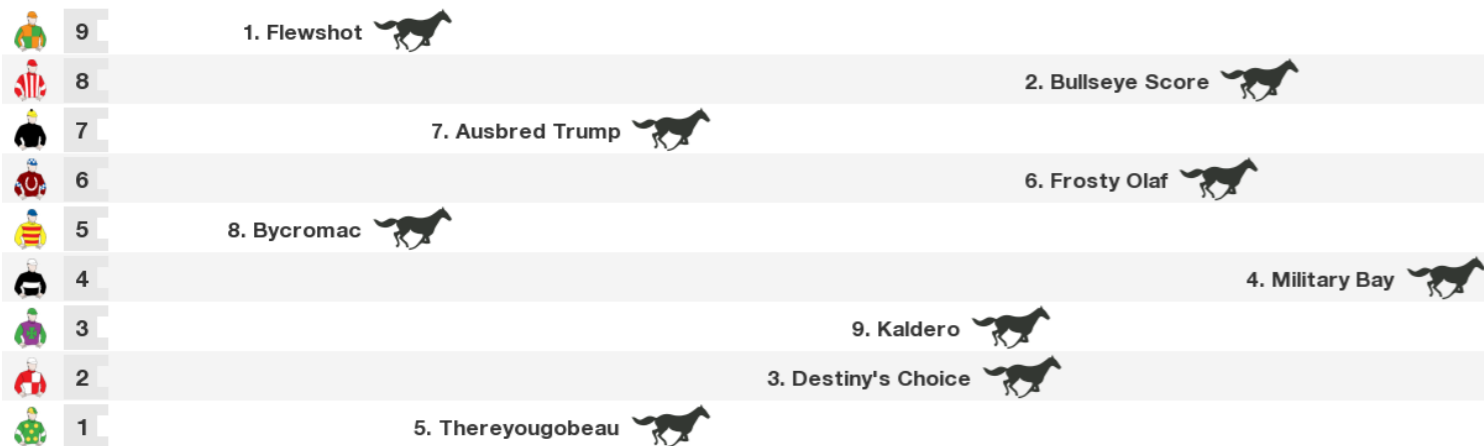 9 1. Flewshot
8 2. Bullseye Score
7 7. Ausbred Trump
6 6. Frosty Olaf
5 8. Bycromac
4 4. Military Bay
3 9. Kaldero
2 3. Destiny's Choice
1 5. Thereyougobeau